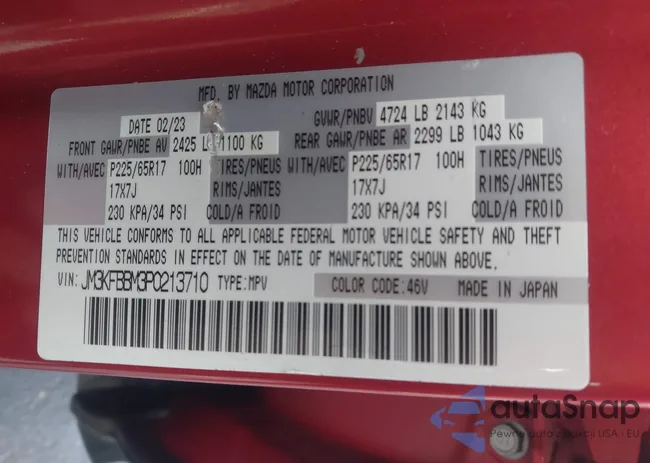 MFD. BY MAZDA MOTOR CORPORATION
DATE 02/23 GVWR/PNBV 4724 LB 2143 KG
FRONT GAWR/PNBE AV 2425 LB 1100 KG REAR GAWR/PNBE AR 2299 LB 1043 KG
WITH/AVEC P225/65R17 100H TIRES/PNEUS WITH/AVEC P225/65R17 100H TIRES/PNEUS
17X7J RIMS/JANTES 17X7J RIMS/JANTES
230 KPA/34 PSI COLD/A FROID 230 KPA/34 PSI COLD/A FROID
THIS VEHICLE CONFORMS TO ALL APPLICABLE FEDERAL MOTOR VEHICLE SAFETY AND THEFT
PREVENTION STANDARDS IN EFFECT ON THE DATE OF MANUFACTURE SHOWN ABOVE.
VIN: JM3KFBBM3P0213710 TYPE:MPV COLOR CODE:46V MADE IN JAPAN
autoSnap
Pewne auta z aukcji USA - EU